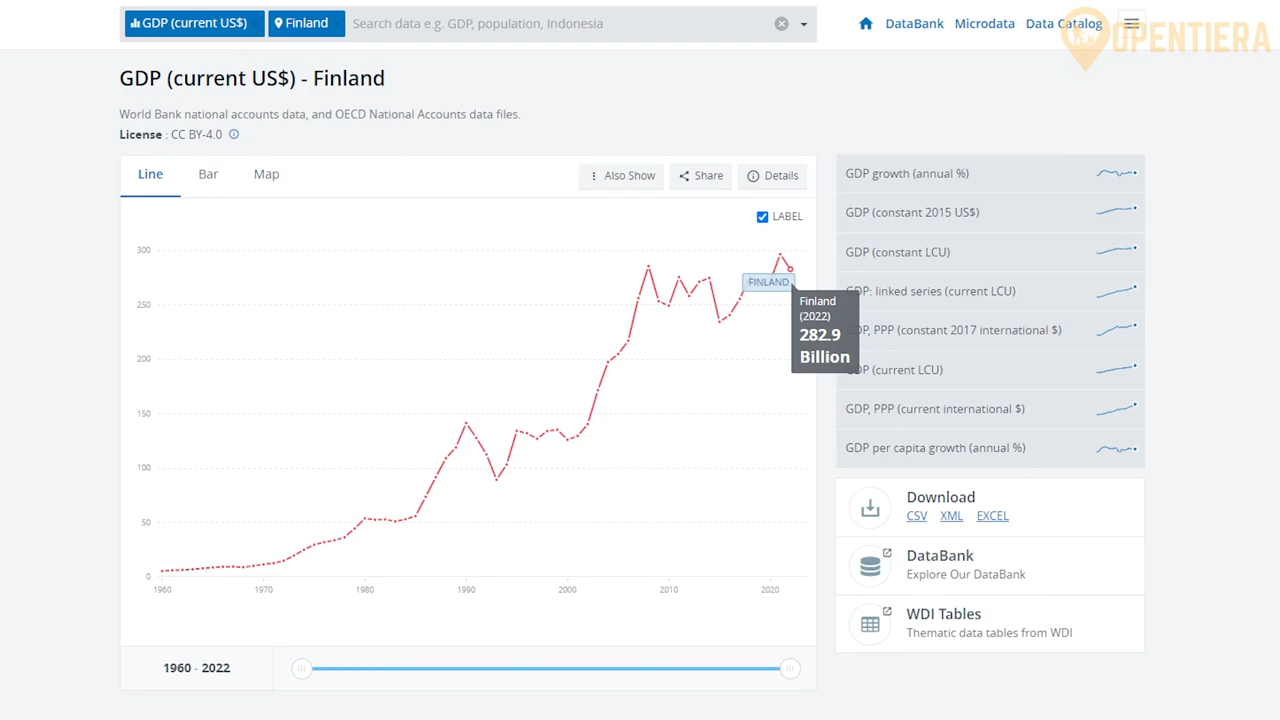 GDP (current US$) Finland Search data e.g. GDP, population, Indonesia
DataBank Microdata Data Catalog
OPENTIERA
GDP (current US$) - Finland
World Bank national accounts data, and OECD National Accounts data files.
License : CC BY-4.0
Line Bar Map Also Show Share Details
LABEL
300
250
200
150
100
50
0
1960 1970 1980 1990 2000 2010 2020
FINLAND
Finland
(2022)
282.9
Billion
1960 - 2022
GDP growth (annual %)
GDP (constant 2015 US$)
GDP (constant LCU)
GDP: linked series (current LCU)
GDP, PPP (constant 2017 international $)
GDP (current LCU)
GDP, PPP (current international $)
GDP per capita growth (annual %)
Download
CSV XML EXCEL
DataBank
Explore Our DataBank
WDI Tables
Thematic data tables from WDI